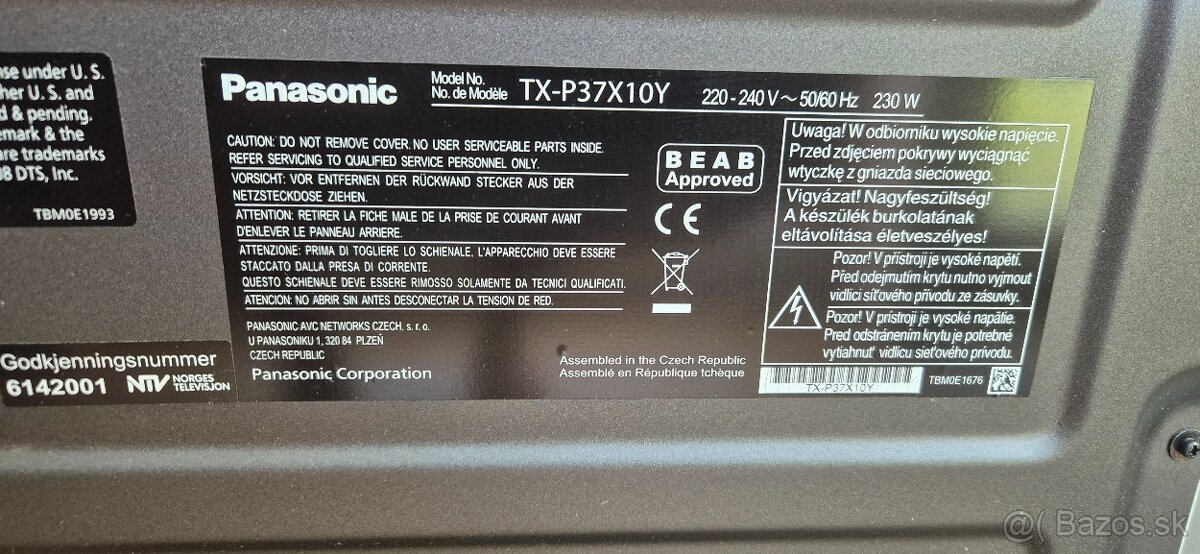 se under U. S.
her U. S. and
d & pending.
mark & the
are trademarks
8 DTS, Inc.
TBM0E1993
Godkjenningsnummer
6142001 NTV NORGES
TELEVISJON
Panasonic
Model No.
No. de Modèle TX-P37X10Y 220-240 V ~ 50/60 Hz 230 W
CAUTION: DO NOT REMOVE COVER. NO USER SERVICEABLE PARTS INSIDE.
REFER SERVICING TO QUALIFIED SERVICE PERSONNEL ONLY.
VORSICHT: VOR ENTFERNEN DER RÜCKWAND STECKER AUS DER
NETZSTECKDOSE ZIEHEN.
ATTENTION: RETIRER LA FICHE MALE DE LA PRISE DE COURANT AVANT
D'ENLEVER LE PANNEAU ARRIERE.
ATTENZIONE: PRIMA DI TOGLIERE LO SCHIENALE. L'APPARECCHIO DEVE ESSERE
STACCATO DALLA PRESA DI CORRENTE.
QUESTO SCHIENALE DEVE ESSERE RIMOSSO SOLAMENTE DA TECNICI QUALIFICATI.
ATENCION: NO ABRIR SIN ANTES DESCONECTAR LA TENSION DE RED.
PANASONIC AVC NETWORKS CZECH. s. r. o.
U PANASONIKU 1, 320 84 PLZEŇ
CZECH REPUBLIC
Panasonic Corporation
BEAB
Approved
CE
Assembled in the Czech Republic
Assemblé en République tchèque
Uwaga! W odbiorniku wysokie napięcie.
Przed zdjęciem pokrywy wyciągnąć
wtyczkę z gniazda sieciowego.
Vigyázat! Nagyfeszültség!
A készülék burkolatának
eltávolítása életveszélyes!
Pozor! V přístroji je vysoké napětí.
Před odejmutím krytu nutno vyjmout
vidlici síťového přívodu ze zásuvky.
Pozor! V prístroji je vysoké napätie.
Pred odstránením krytu je potrebné
vytiahnuť vidlicu sieťového prívodu.
TX-P37X10Y
TBM0E1676
@( Bazos.sk